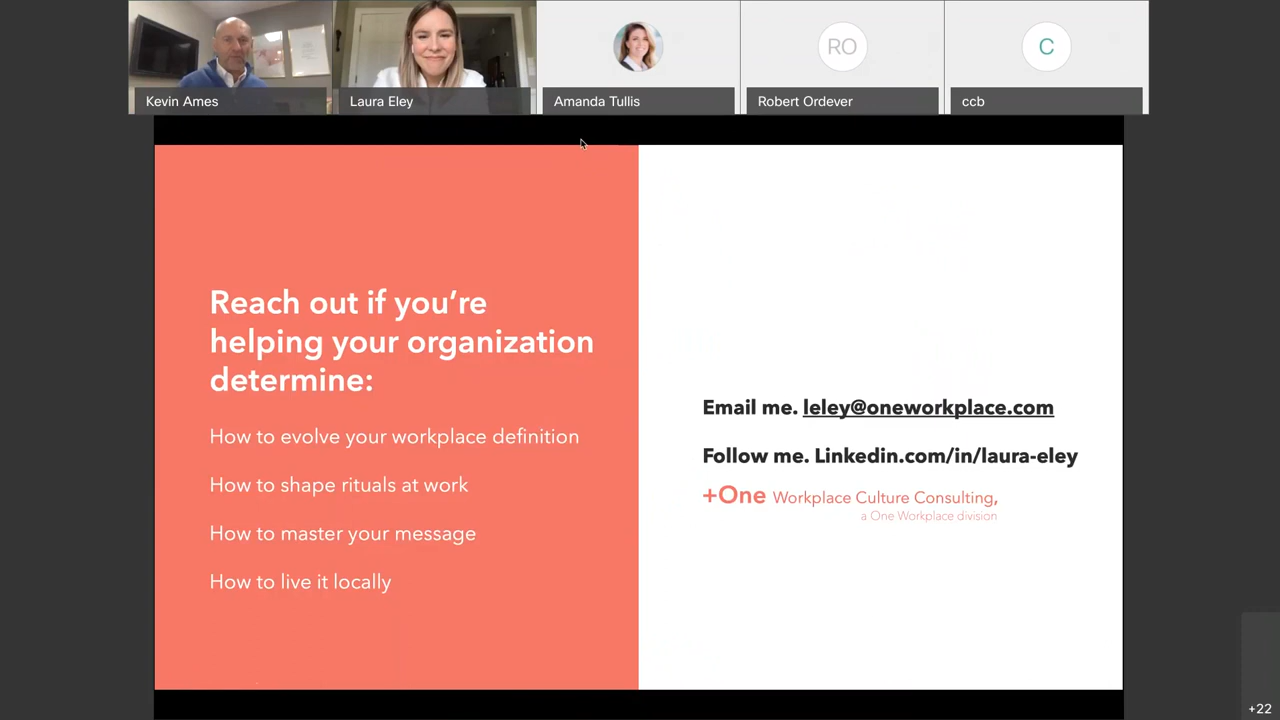 Kevin Ames
Laura Eley
Amanda Tullis
RO
Robert Ordever
C
ccb
Reach out if you’re
helping your organization
determine:
How to evolve your workplace definition
How to shape rituals at work
How to master your message
How to live it locally
Email me. leley@oneworkplace.com
Follow me. Linkedin.com/in/laura-eley
+One Workplace Culture Consulting,
a One Workplace division
+22